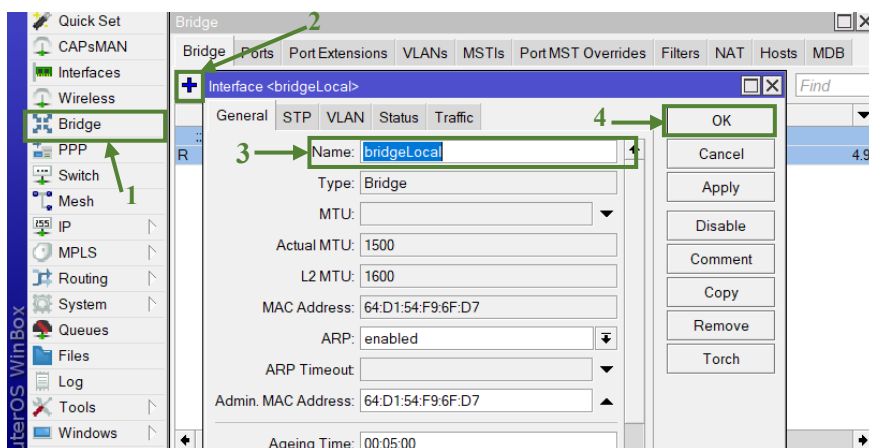 Quick Set
CAPsMAN
Interfaces
Wireless
Bridge
PPP
Switch
Mesh
255 IP
MPLS
Routing
System
Queues
Files
Log
Tools
Windows
uterOS WinBox
1
Bridge
2
Bridge Ports Port Extensions VLANs MSTIs Port MST Overrides Filters NAT Hosts MDB
Find
R 4.9
Interface <bridgeLocal>
General STP VLAN Status Traffic
3 Name: bridgeLocal
Type: Bridge
MTU:
Actual MTU: 1500
L2 MTU: 1600
MAC Address: 64:D1:54:F9:6F:D7
ARP: enabled
ARP Timeout:
Admin. MAC Address: 64:D1:54:F9:6F:D7
Ageing Time: 00:05:00
4 OK
Cancel
Apply
Disable
Comment
Copy
Remove
Torch